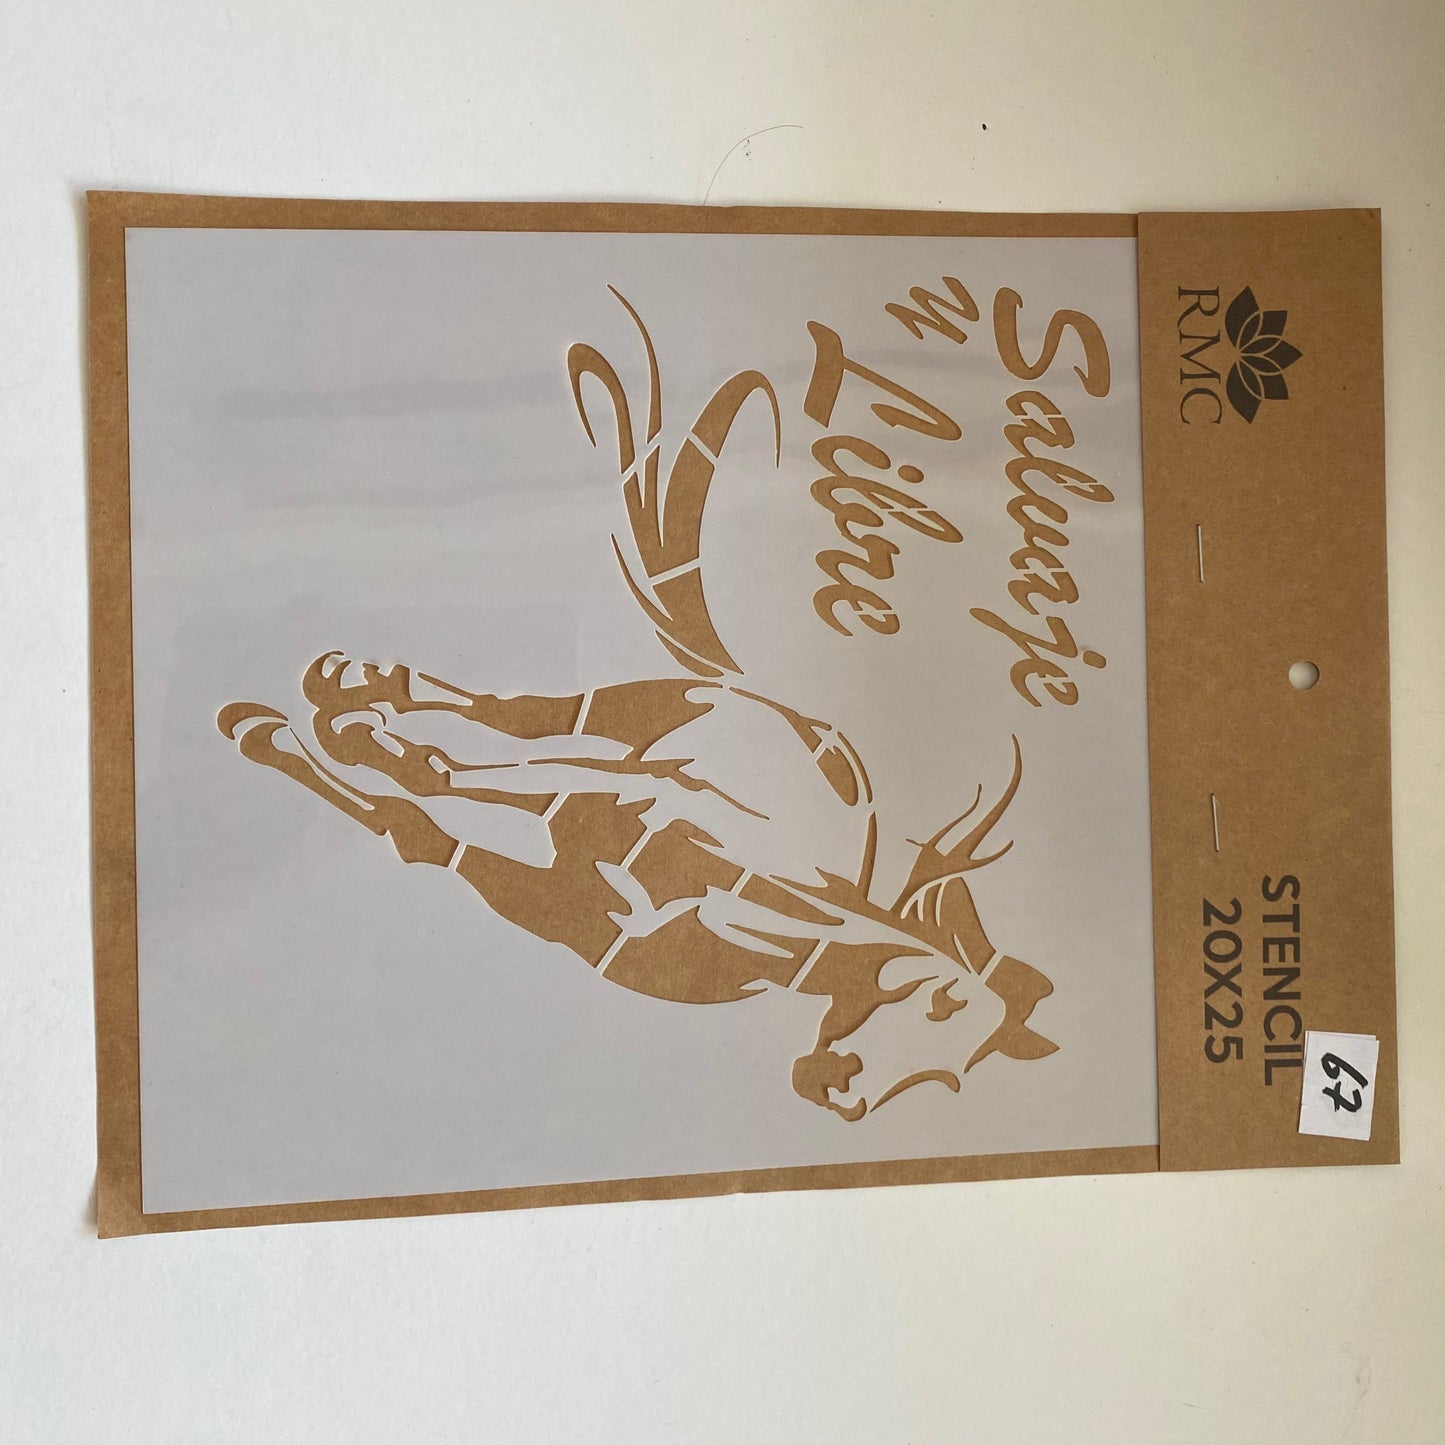 RMC
STENCIL
20X25
67
Salvaje
y
Libre